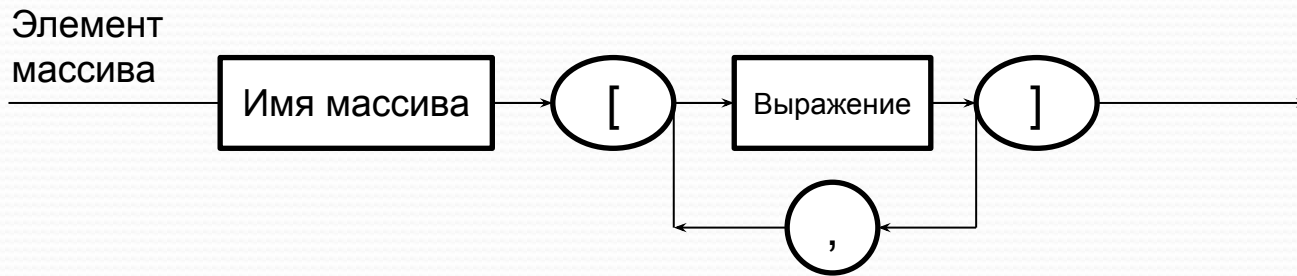 Элемент
массива
Имя массива
[
Выражение
]
,